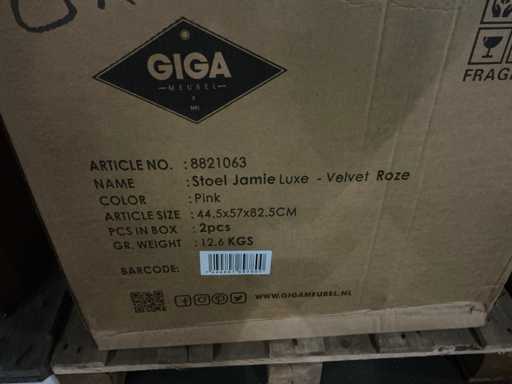 GIGA
MEUBEL
ARTICLE NO. : 8821063
NAME : Stoel Jamie Luxe - Velvet Roze
COLOR : Pink
ARTICLE SIZE : 44.5x57x82.5CM
PCS IN BOX : 2pcs
GR. WEIGHT : 12.6 KGS
BARCODE:
WWW.GIGAMEUBEL.NL